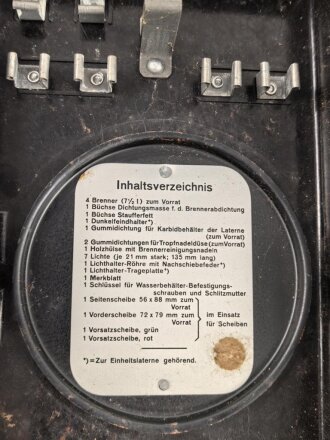 Inhaltsverzeichnis
4 Brenner (7½ l) zum Vorrat
1 Büchse Dichtungsmasse f. d. Brennerabdichtung
1 Büchse Staufferfett
1 Dunkelfeindhalter*)
1 Gummidichtung für Karbidbehälter der Laterne
(zum Vorrat)
2 Gummidichtungen für Tropfnadeldüse (zum Vorrat)
1 Holzhülse mit Brennerreinigungsnadeln
7 Lichte (je 21 mm stark; 135 mm lang)
1 Lichthalter-Röhre mit Nachschiebefeder*)
1 Lichthalter-Trageplatte*)
1 Merkblatt
1 Schlüssel für Wasserbehälter-Befestigungs-
schrauben und Schlitzmutter
1 Seitenscheibe 56 x 88 mm zum
Vorrat
1 Vorderscheibe 72 x 79 mm zum
Vorrat
im Einsatz
für Scheiben
1 Vorsatzscheibe, grün
1 Vorsatzscheibe, rot
*) = Zur Einheitslaterne gehörend.